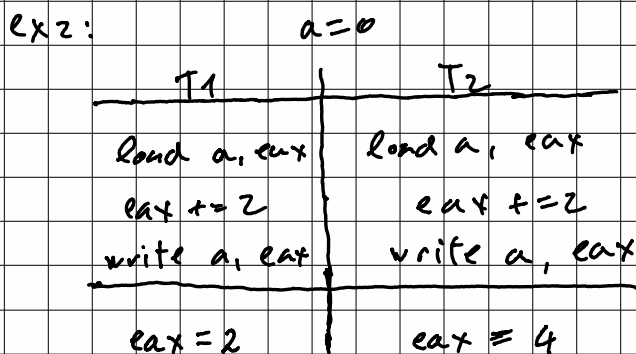 ex2: a=0
T1 T2
load a, eax load a, eax
eax += 2 eax +=2
write a, eax write a, eax
eax = 2 eax = 4